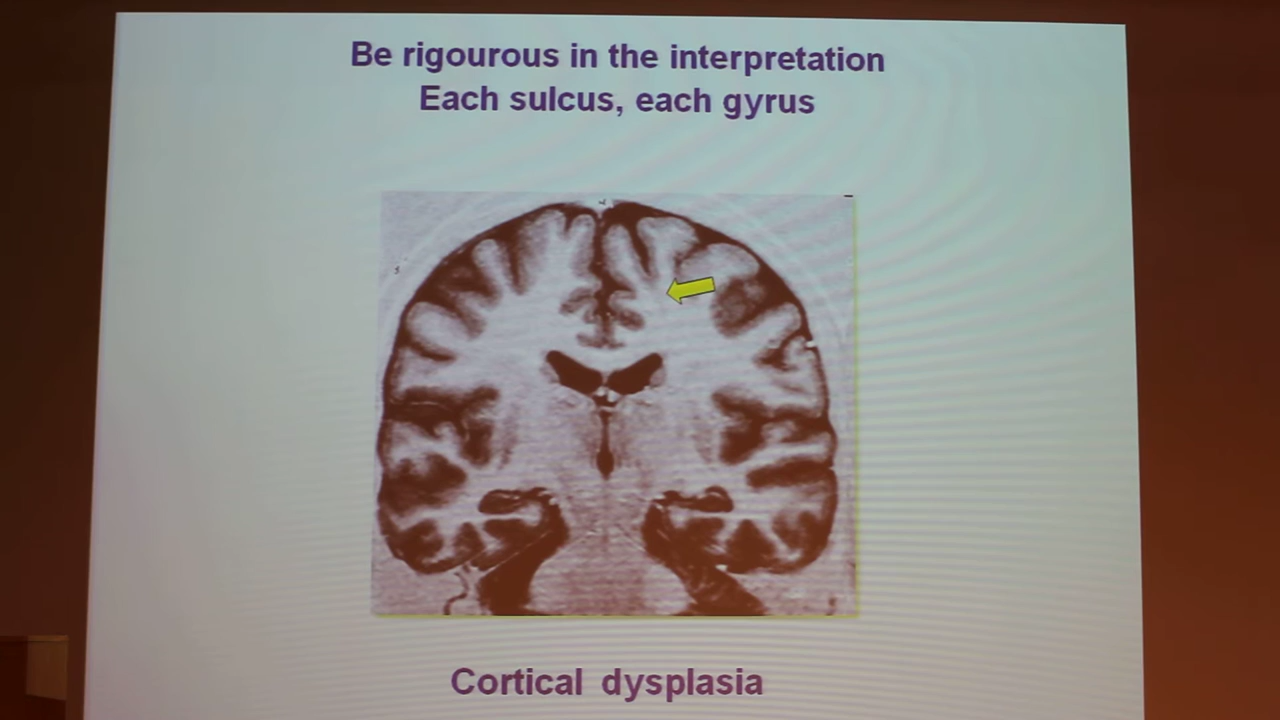 Be rigourous in the interpretation
Each sulcus, each gyrus
Cortical dysplasia